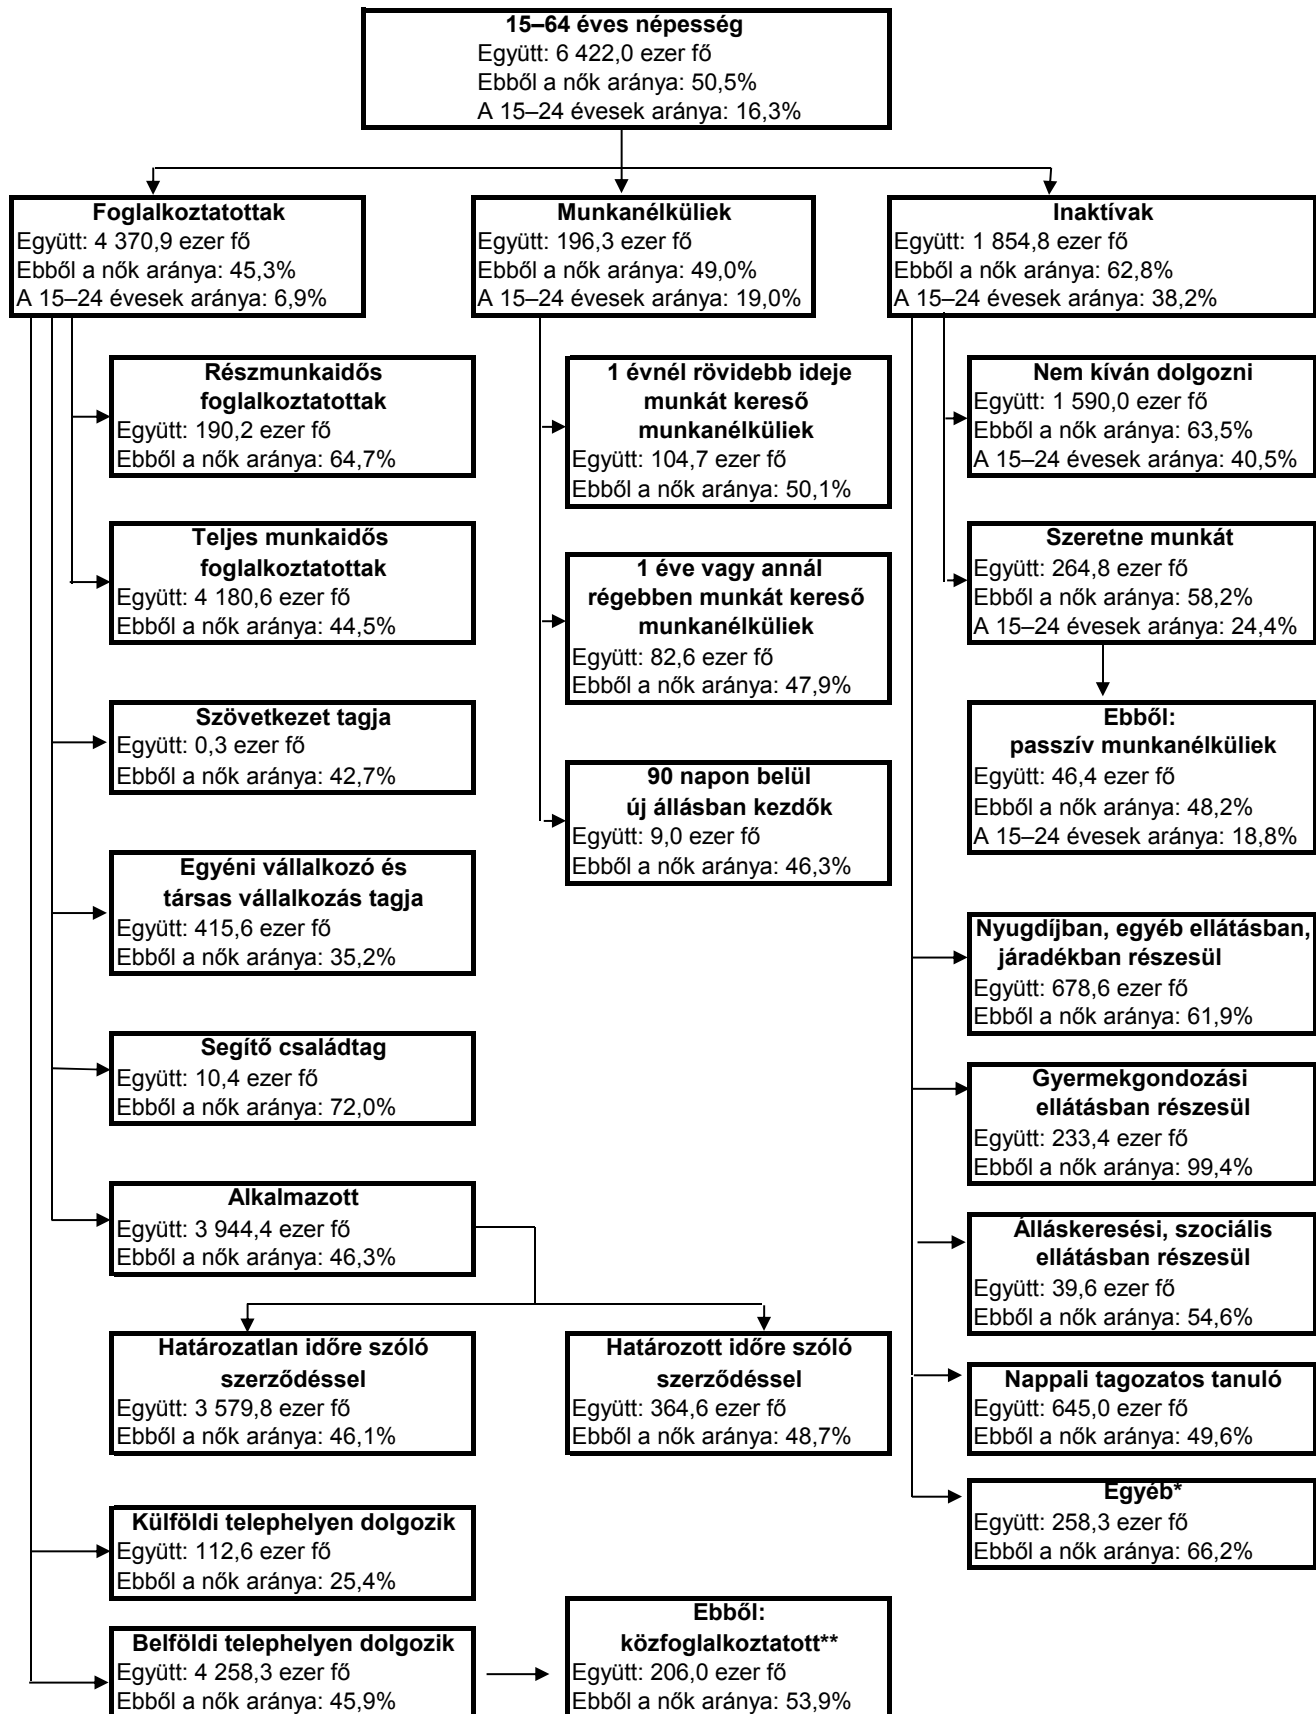 15–64 éves népesség
Együtt: 6 422,0 ezer fő
Ebből a nők aránya: 50,5%
A 15–24 évesek aránya: 16,3%
Foglalkoztatottak
Együtt: 4 370,9 ezer fő
Ebből a nők aránya: 45,3%
A 15–24 évesek aránya: 6,9%
Munkanélküliek
Együtt: 196,3 ezer fő
Ebből a nők aránya: 49,0%
A 15–24 évesek aránya: 19,0%
Inaktívak
Együtt: 1 854,8 ezer fő
Ebből a nők aránya: 62,8%
A 15–24 évesek aránya: 38,2%
Részmunkaidős
foglalkoztatottak
Együtt: 190,2 ezer fő
Ebből a nők aránya: 64,7%
Teljes munkaidős
foglalkoztatottak
Együtt: 4 180,6 ezer fő
Ebből a nők aránya: 44,5%
Szövetkezet tagja
Együtt: 0,3 ezer fő
Ebből a nők aránya: 42,7%
Egyéni vállalkozó és
társas vállalkozás tagja
Együtt: 415,6 ezer fő
Ebből a nők aránya: 35,2%
Segítő családtag
Együtt: 10,4 ezer fő
Ebből a nők aránya: 72,0%
Alkalmazott
Együtt: 3 944,4 ezer fő
Ebből a nők aránya: 46,3%
Határozatlan időre szóló
szerződéssel
Együtt: 3 579,8 ezer fő
Ebből a nők aránya: 46,1%
Határozott időre szóló
szerződéssel
Együtt: 364,6 ezer fő
Ebből a nők aránya: 48,7%
Külföldi telephelyen dolgozik
Együtt: 112,6 ezer fő
Ebből a nők aránya: 25,4%
Belföldi telephelyen dolgozik
Együtt: 4 258,3 ezer fő
Ebből a nők aránya: 45,9%
Ebből:
közfoglalkoztatott**
Együtt: 206,0 ezer fő
Ebből a nők aránya: 53,9%
1 évnél rövidebb ideje
munkát kereső
munkanélküliek
Együtt: 104,7 ezer fő
Ebből a nők aránya: 50,1%
1 éve vagy annál
régebben munkát kereső
munkanélküliek
Együtt: 82,6 ezer fő
Ebből a nők aránya: 47,9%
90 napon belül
új állásban kezdők
Együtt: 9,0 ezer fő
Ebből a nők aránya: 46,3%
Nem kíván dolgozni
Együtt: 1 590,0 ezer fő
Ebből a nők aránya: 63,5%
A 15–24 évesek aránya: 40,5%
Szeretne munkát
Együtt: 264,8 ezer fő
Ebből a nők aránya: 58,2%
A 15–24 évesek aránya: 24,4%
Ebből:
passzív munkanélküliek
Együtt: 46,4 ezer fő
Ebből a nők aránya: 48,2%
A 15–24 évesek aránya: 18,8%
Nyugdíjban, egyéb ellátásban,
járadékban részesül
Együtt: 678,6 ezer fő
Ebből a nők aránya: 61,9%
Gyermekgondozási
ellátásban részesül
Együtt: 233,4 ezer fő
Ebből a nők aránya: 99,4%
Álláskeresési, szociális
ellátásban részesül
Együtt: 39,6 ezer fő
Ebből a nők aránya: 54,6%
Nappali tagozatos tanuló
Együtt: 645,0 ezer fő
Ebből a nők aránya: 49,6%
Egyéb*
Együtt: 258,3 ezer fő
Ebből a nők aránya: 66,2%